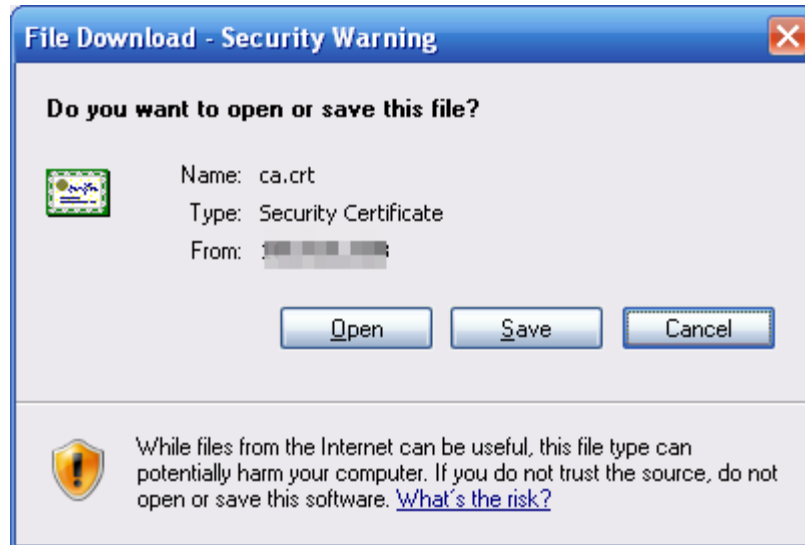 File Download - Security Warning
Do you want to open or save this file?
Name: ca.crt
Type: Security Certificate
From:
Open Save Cancel
While files from the Internet can be useful, this file type can
potentially harm your computer. If you do not trust the source, do not
open or save this software. What's the risk?